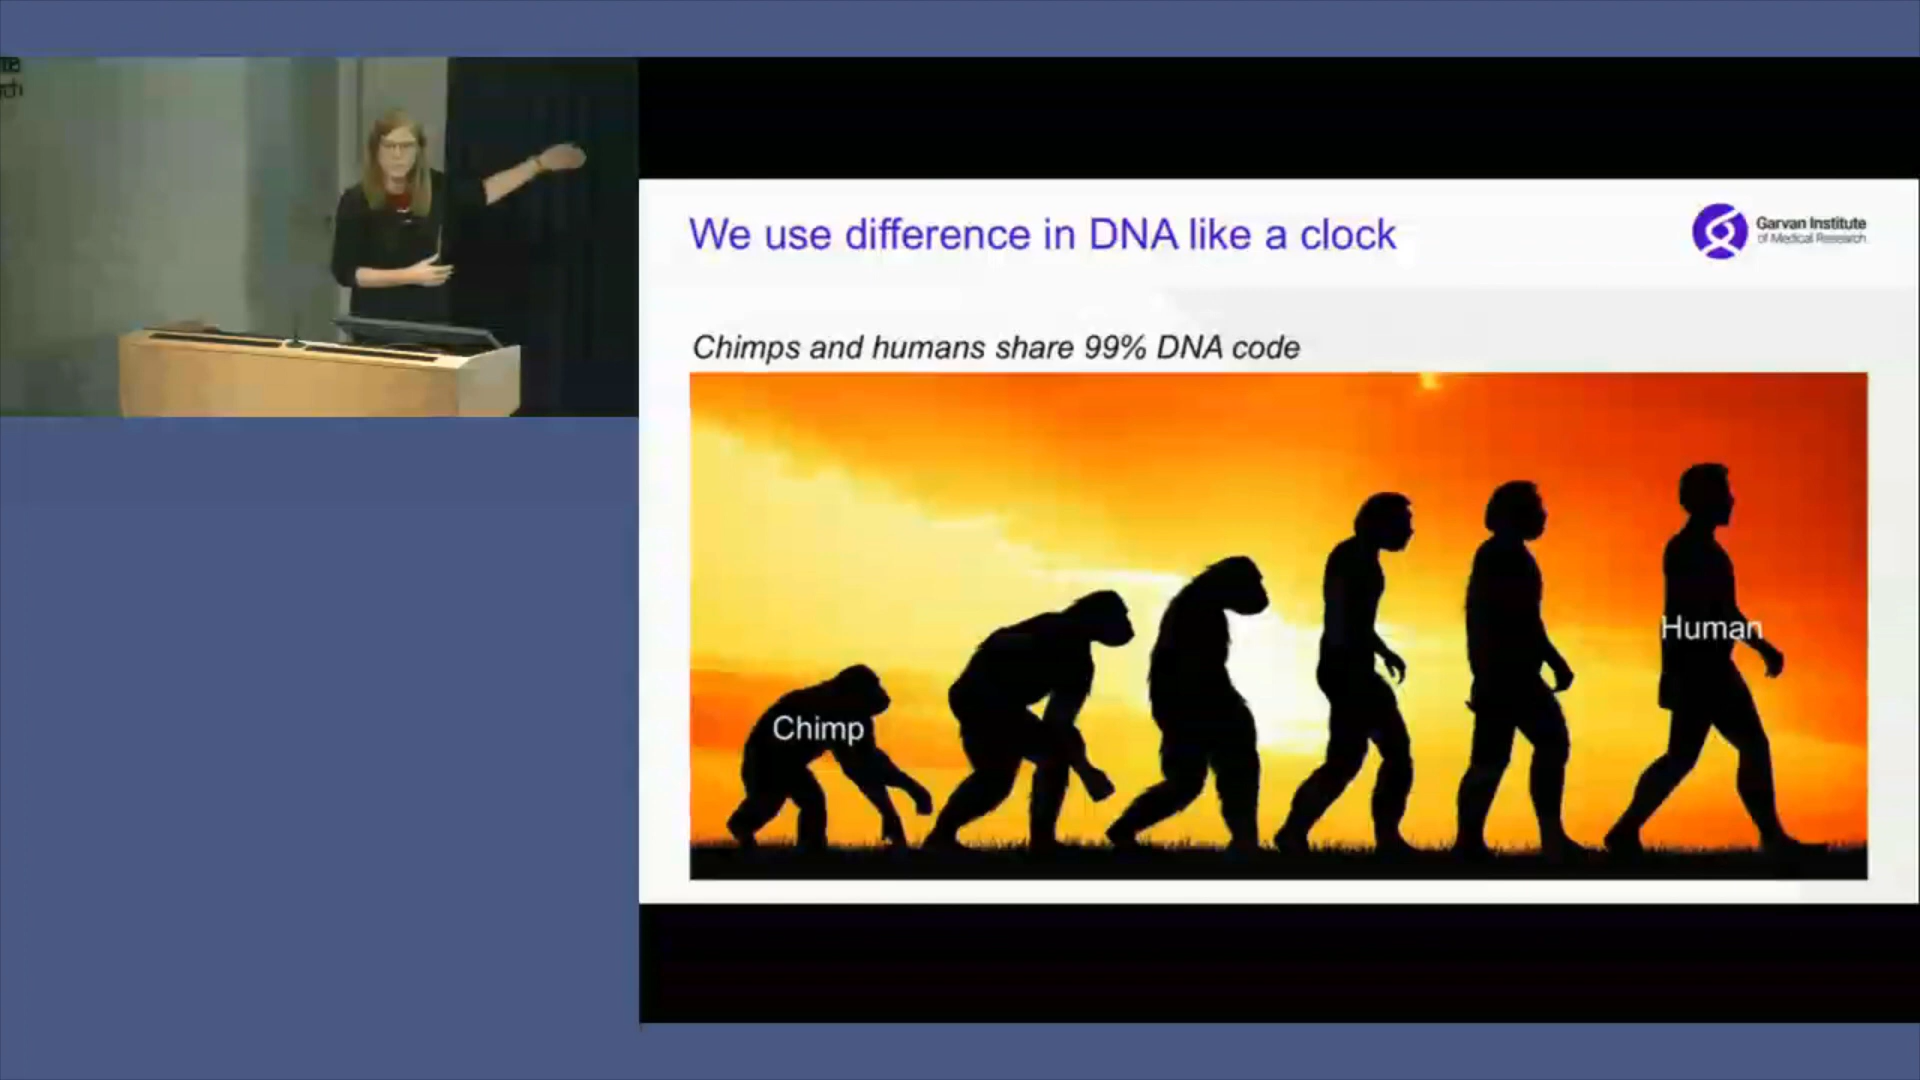 We use difference in DNA like a clock
Garvan Institute
of Medical Research
Chimps and humans share 99% DNA code
Human
Chimp